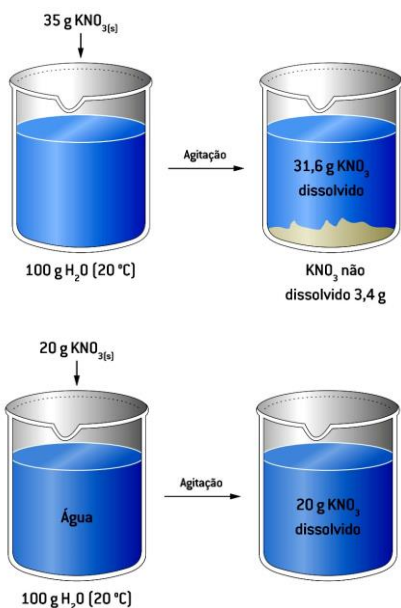 35 g KNO₃₍ₛ₎
Agitação
31,6 g KNO₃
dissolvido
100 g H₂O (20 °C)
KNO₃ não
dissolvido 3,4 g
20 g KNO₃₍ₛ₎
Agitação
Água
20 g KNO₃
dissolvido
100 g H₂O (20 °C)